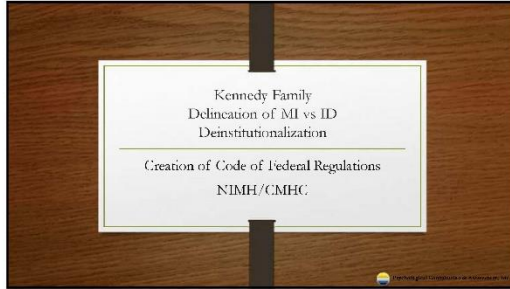 Kennedy Family
Delineation of MI vs ID
Deinstitutionalization
Creation of Code of Federal Regulations
NIMH/CMHC